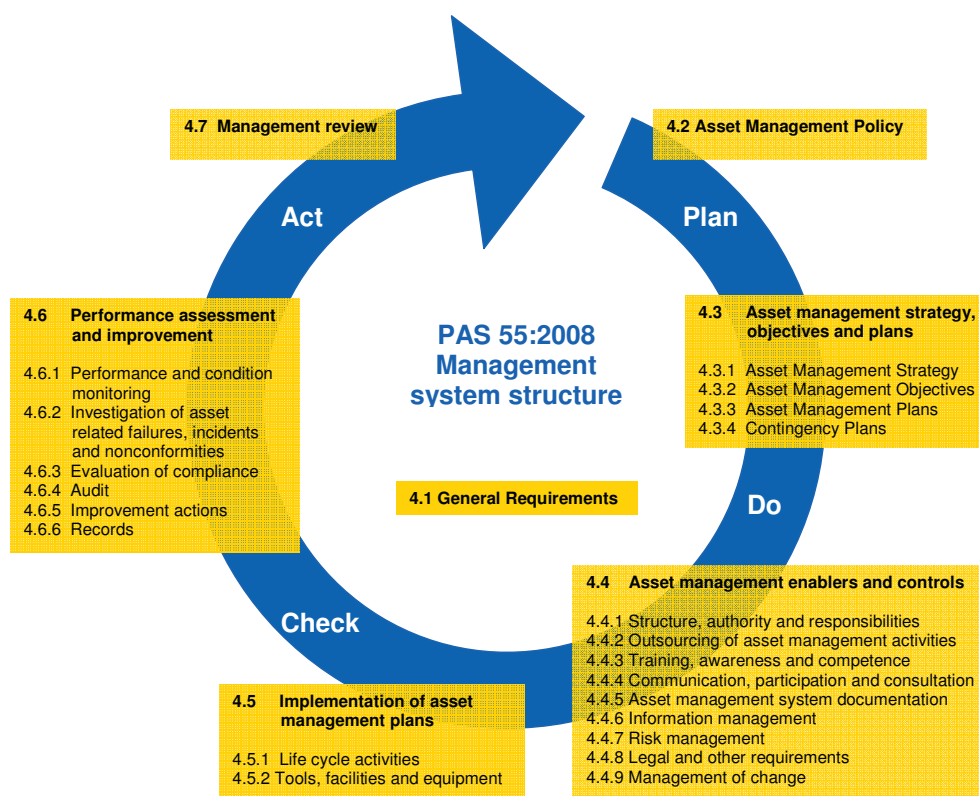 4.7 Management review
4.2 Asset Management Policy
Act
Plan
PAS 55:2008
Management
system structure
4.3 Asset management strategy,
objectives and plans
4.3.1 Asset Management Strategy
4.3.2 Asset Management Objectives
4.3.3 Asset Management Plans
4.3.4 Contingency Plans
4.6 Performance assessment
and improvement
4.6.1 Performance and condition
monitoring
4.6.2 Investigation of asset
related failures, incidents
and nonconformities
4.6.3 Evaluation of compliance
4.6.4 Audit
4.6.5 Improvement actions
4.6.6 Records
4.1 General Requirements
Do
4.4 Asset management enablers and controls
4.4.1 Structure, authority and responsibilities
4.4.2 Outsourcing of asset management activities
4.4.3 Training, awareness and competence
4.4.4 Communication, participation and consultation
4.4.5 Asset management system documentation
4.4.6 Information management
4.4.7 Risk management
4.4.8 Legal and other requirements
4.4.9 Management of change
Check
4.5 Implementation of asset
management plans
4.5.1 Life cycle activities
4.5.2 Tools, facilities and equipment